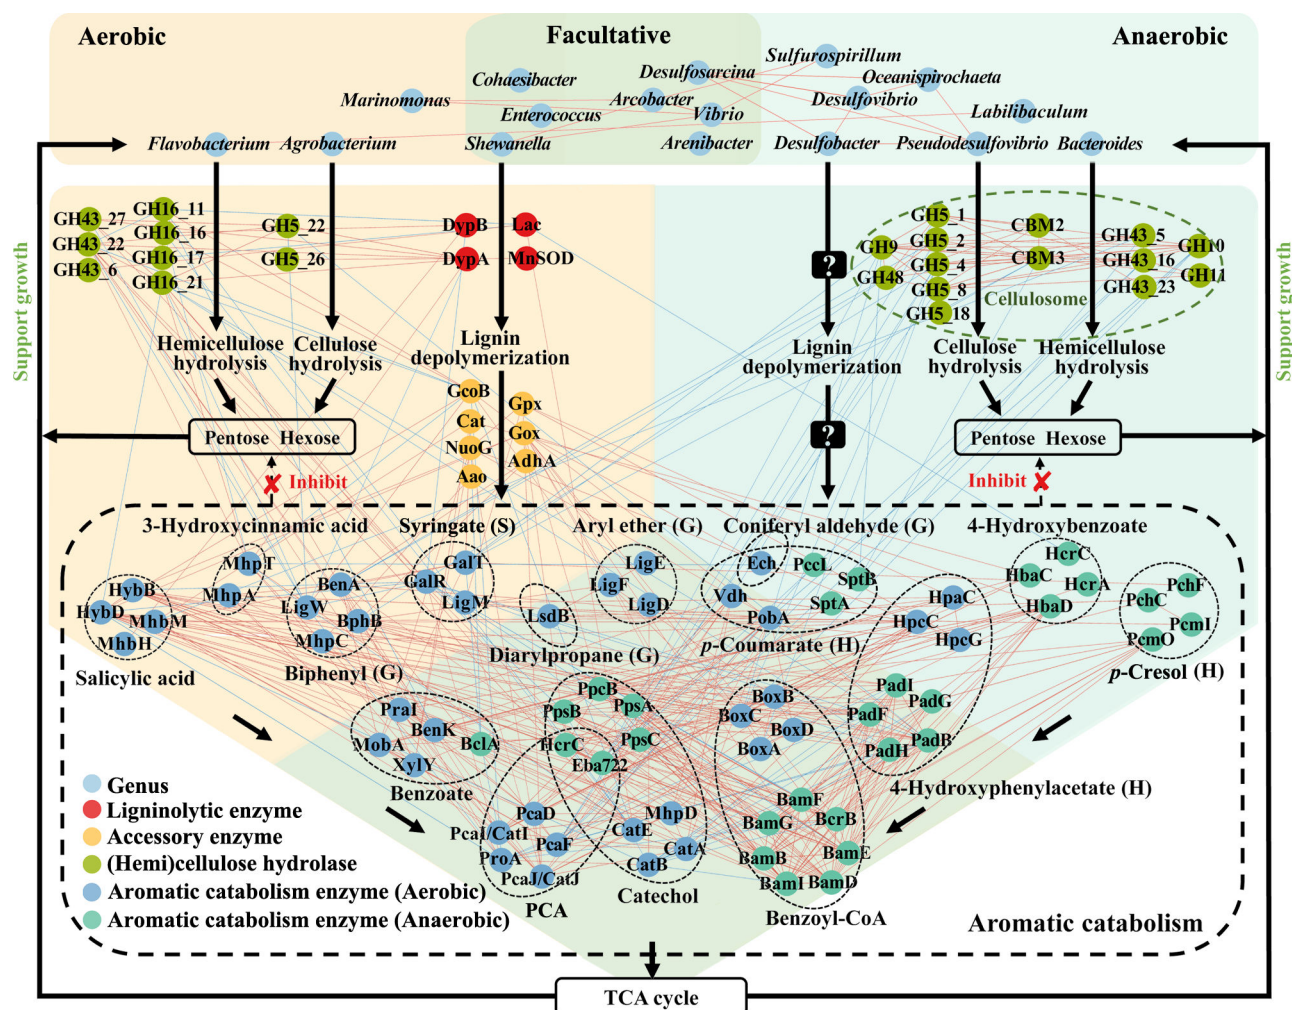 Aerobic
Facultative
Anaerobic
Sulfurospirillum
Desulfosarcina
Oceanispirochaeta
Cohaesibacter
Marinomonas
Arcobacter
Desulfovibrio
Enterococcus
Vibrio
Labilibaculum
Flavobacterium
Agrobacterium
Shewanella
Arenibacter
Desulfobacter
Pseudodesulfovibrio
Bacteroides
Support growth
GH43_27
GH43_22
GH43_6
GH16_11
GH16_16
GH16_17
GH16_21
GH5_22
GH5_26
DypB
Lac
DypA
MnSOD
?
GH9
GH48
GH5_1
GH5_2
GH5_4
GH5_8
GH5_18
CBM2
CBM3
GH43_5
GH43_16
GH43_23
GH10
GH11
Cellulosome
Support growth
Hemicellulose
hydrolysis
Cellulose
hydrolysis
Lignin
depolymerization
Lignin
depolymerization
Cellulose
hydrolysis
Hemicellulose
hydrolysis
GcoB
Cat
NuoG
Aao
Gpx
Gox
AdhA
Pentose Hexose
?
Pentose Hexose
Inhibit
Inhibit
3-Hydroxycinnamic acid
Syringate (S)
Aryl ether (G)
Coniferyl aldehyde (G)
4-Hydroxybenzoate
MhpT
MhpA
HybB
HybD
MhbM
MhbH
Salicylic acid
BenA
LigW
BphB
MhpC
Biphenyl (G)
GalT
GalR
LigM
LsdB
Diarylpropane (G)
LigE
LigF
LigD
Ech
PccL
SptB
Vdh
SptA
PobA
p-Coumarate (H)
HpaC
HpcC
HpcG
PadI
PadG
PadF
PadB
PadH
4-Hydroxyphenylacetate (H)
HcrC
HbaC
HcrA
HbaD
PchF
PchC
PcmI
PcmO
p-Cresol (H)
PraI
BenK
MobA
BclA
XylY
Benzoate
PpcB
PpsB
PpsA
PpsC
HcrC
Eba722
PcaD
PcaI/CatI
PcaF
ProA
PcaJ/CatJ
PCA
MhpD
CatE
CatA
CatB
Catechol
BoxB
BoxC
BoxD
BoxA
BamF
BamG
BcrB
BamB
BamE
BamI
BamD
Benzoyl-CoA
Genus
Ligninolytic enzyme
Accessory enzyme
(Hemi)cellulose hydrolase
Aromatic catabolism enzyme (Aerobic)
Aromatic catabolism enzyme (Anaerobic)
Aromatic catabolism
TCA cycle